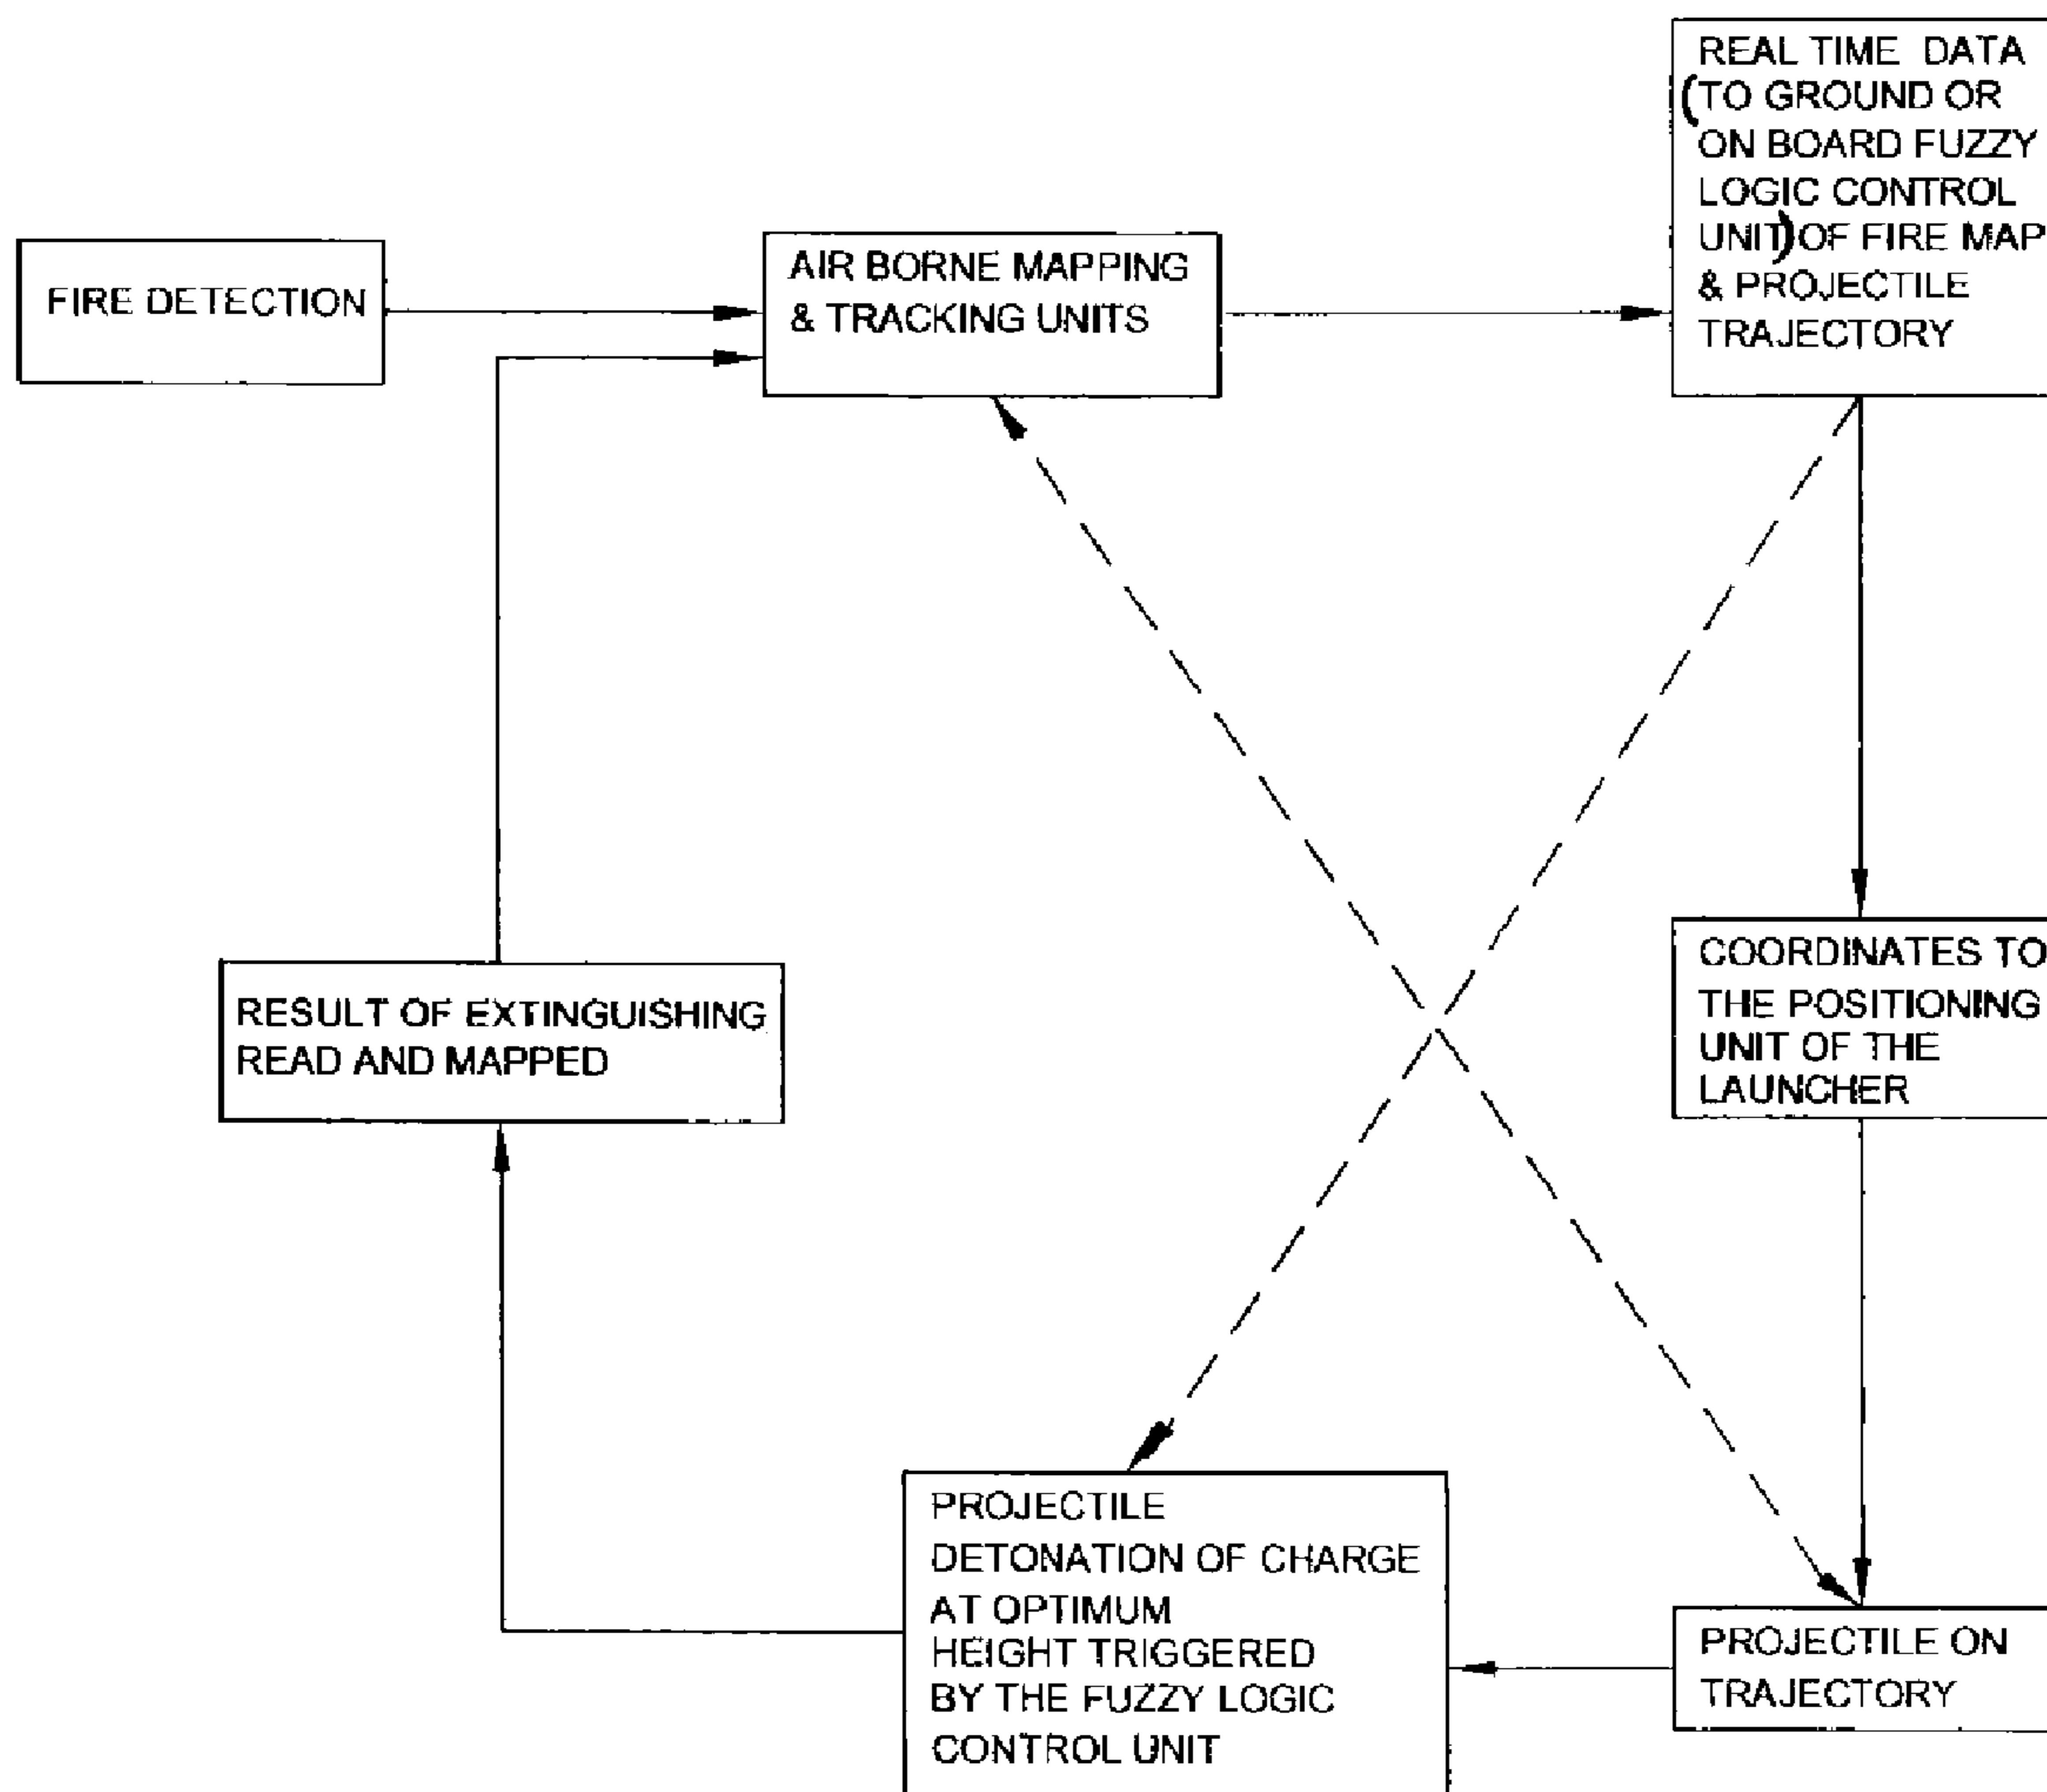 FIRE DETECTION
AIR BORNE MAPPING
& TRACKING UNITS
REAL TIME DATA
(TO GROUND OR
ON BOARD FUZZY
LOGIC CONTROL
UNIT) OF FIRE MAP
& PROJECTILE
TRAJECTORY
COORDINATES TO
THE POSITIONING
UNIT OF THE
LAUNCHER
RESULT OF EXTINGUISHING
READ AND MAPPED
PROJECTILE
DETONATION OF CHARGE
AT OPTIMUM
HEIGHT TRIGGERED
BY THE FUZZY LOGIC
CONTROL UNIT
PROJECTILE ON
TRAJECTORY